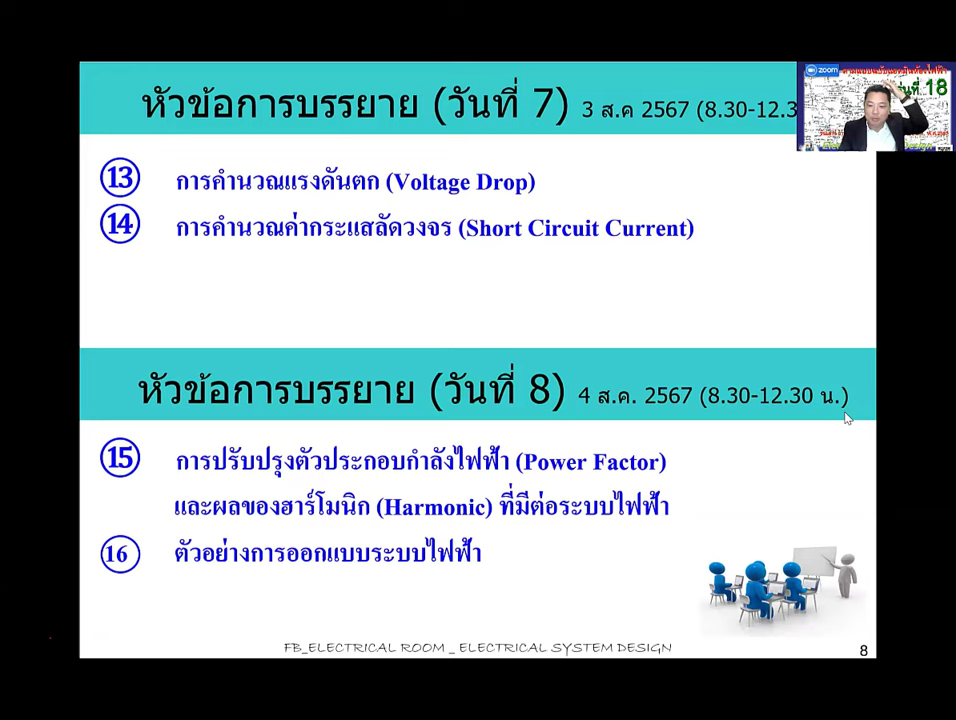 หัวข้อการบรรยาย (วันที่ 7) 3 ส.ค 2567 (8.30-12.3
zoom
18
⑬ การคำนวณแรงดันตก (Voltage Drop)
⑭ การคำนวณค่ากระแสลัดวงจร (Short Circuit Current)
หัวข้อการบรรยาย (วันที่ 8) 4 ส.ค. 2567 (8.30-12.30 น.)
⑮ การปรับปรุงตัวประกอบกำลังไฟฟ้า (Power Factor)
และผลของฮาร์โมนิก (Harmonic) ที่มีต่อระบบไฟฟ้า
⑯ ตัวอย่างการออกแบบระบบไฟฟ้า
FB_ELECTRICAL ROOM _ ELECTRICAL SYSTEM DESIGN
8